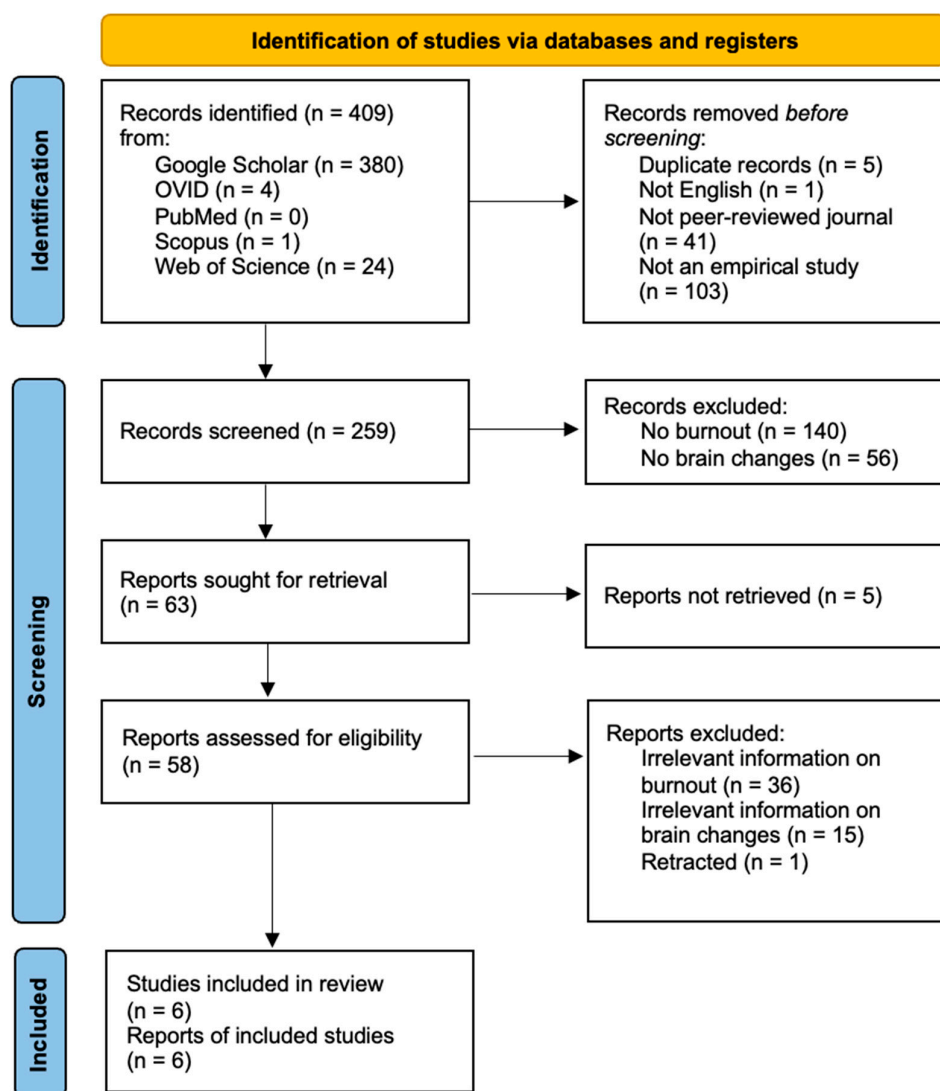 Identification of studies via databases and registers
Identification
Records identified (n = 409)
from:
Google Scholar (n = 380)
OVID (n = 4)
PubMed (n = 0)
Scopus (n = 1)
Web of Science (n = 24)
Records removed before
screening:
Duplicate records (n = 5)
Not English (n = 1)
Not peer-reviewed journal
(n = 41)
Not an empirical study
(n = 103)
Screening
Records screened (n = 259)
Records excluded:
No burnout (n = 140)
No brain changes (n = 56)
Reports sought for retrieval
(n = 63)
Reports not retrieved (n = 5)
Reports assessed for eligibility
(n = 58)
Reports excluded:
Irrelevant information on
burnout (n = 36)
Irrelevant information on
brain changes (n = 15)
Retracted (n = 1)
Included
Studies included in review
(n = 6)
Reports of included studies
(n = 6)